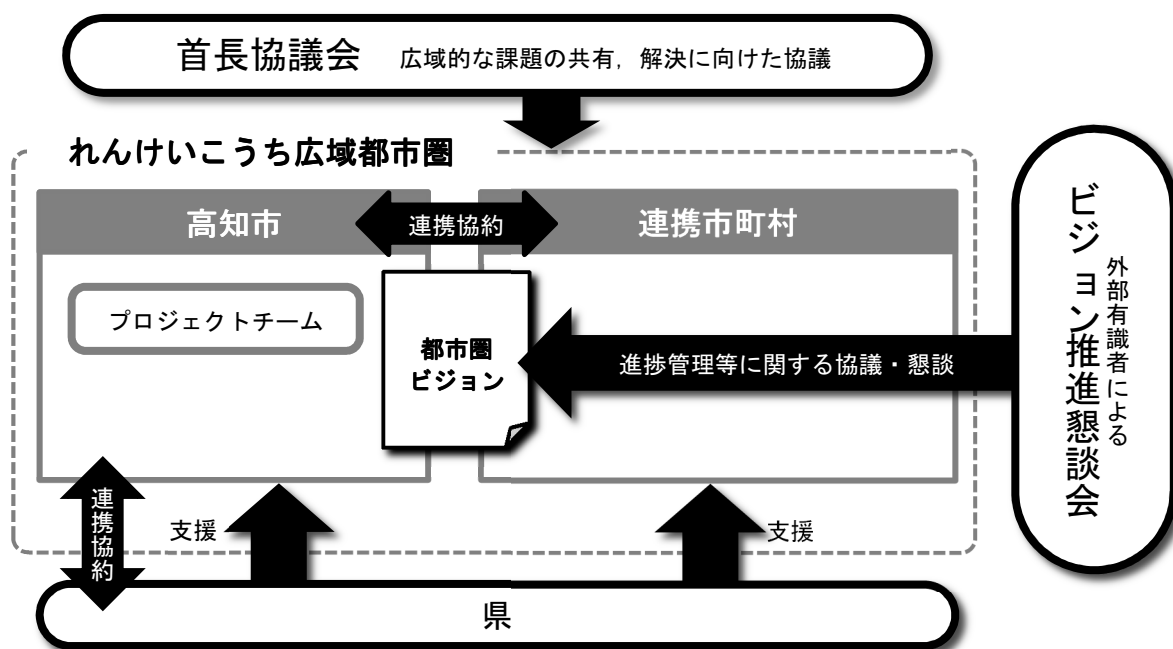 首長協議会 広域的な課題の共有，解決に向けた協議
れんけいこうち広域都市圏
高知市
連携協約
連携市町村
プロジェクトチーム
都市圏
ビジョン
進捗管理等に関する協議・懇談
外部有識者による
ビジョン推進懇談会
連携協約
支援
支援
県